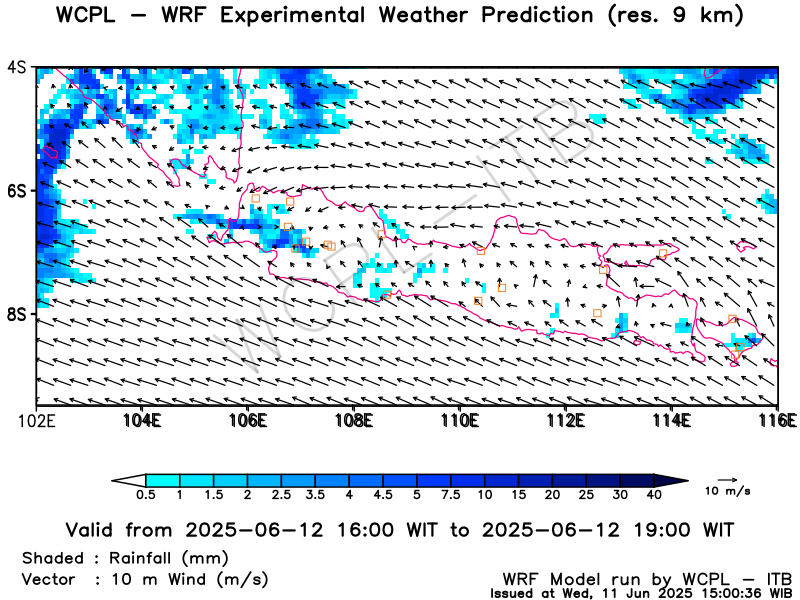 WCPL − WRF Experimental Weather Prediction (res. 9 km)
WCPL−ITB
4S
6S
8S
102E 104E 106E 108E 110E 112E 114E 116E
0.5 1 1.5 2 2.5 3.5 4 4.5 5 7.5 10 15 20 25 30 40
10 m/s
Valid from 2025−06−12 16:00 WIT to 2025−06−12 19:00 WIT
Shaded : Rainfall (mm)
Vector : 10 m Wind (m/s)
WRF Model run by WCPL − ITB
Issued at Wed, 11 Jun 2025 15:00:36 WIB